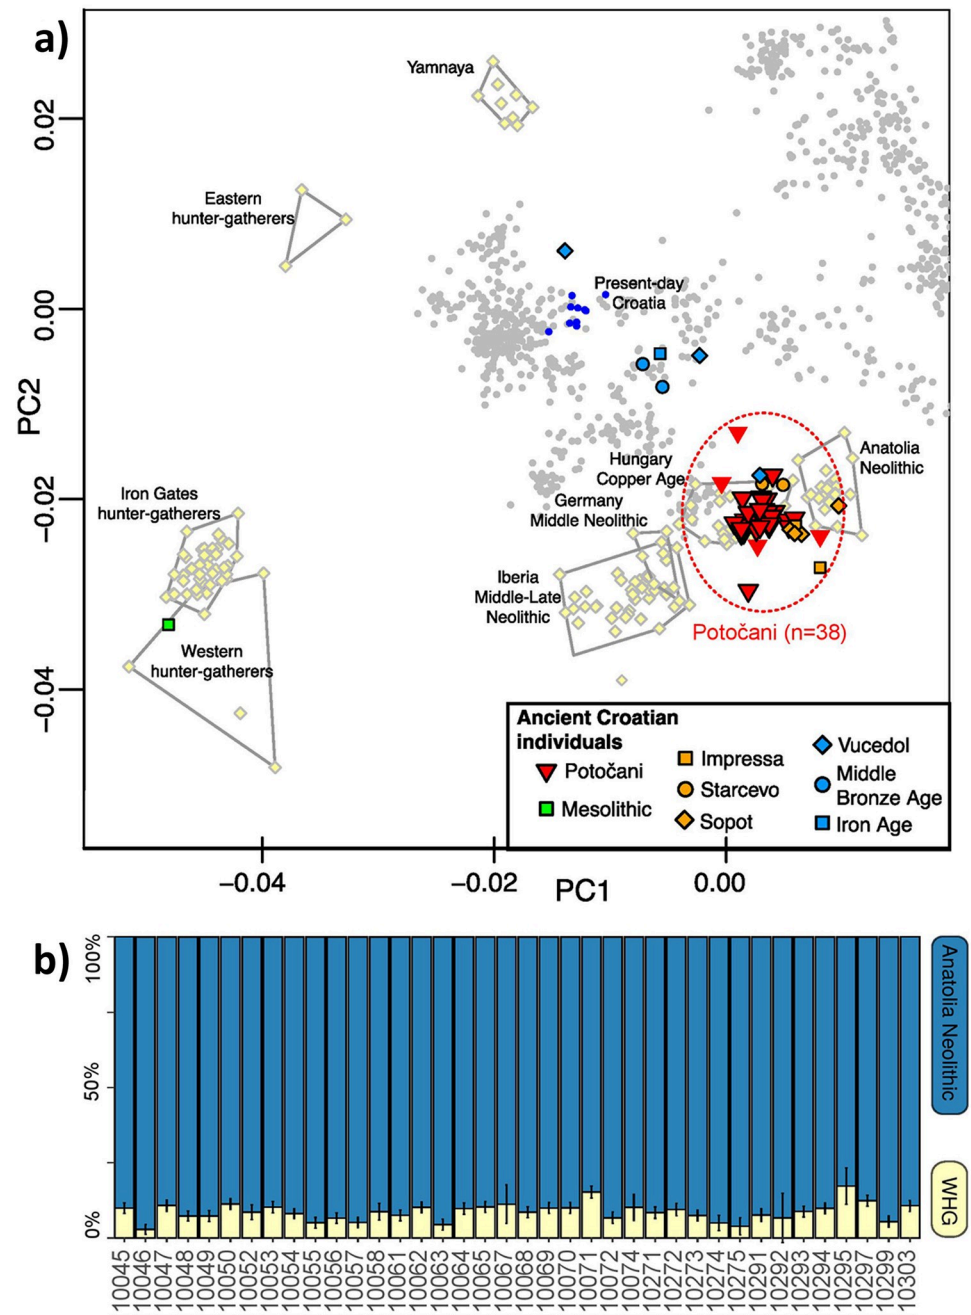 a)
Yamnaya
Eastern
hunter-gatherers
Present-day
Croatia
Hungary
Copper Age
Anatolia
Neolithic
Iron Gates
hunter-gatherers
Germany
Middle Neolithic
Iberia
Middle-Late
Neolithic
Western
hunter-gatherers
Potočani (n=38)
PC2
0.02
0.00
−0.02
−0.04
Ancient Croatian
individuals
Potočani
Mesolithic
Impressa
Starcevo
Sopot
Vucedol
Middle
Bronze Age
Iron Age
−0.04
−0.02
0.00
PC1
b)
100%
50%
0%
Anatolia Neolithic
WHG
10045
10046
10047
10048
10049
10050
10052
10053
10054
10055
10056
10057
10058
10061
10062
10063
10064
10065
10067
10068
10069
10070
10071
10072
10074
10271
10272
10273
10274
10275
10291
10292
10293
10294
10295
10297
10299
10303